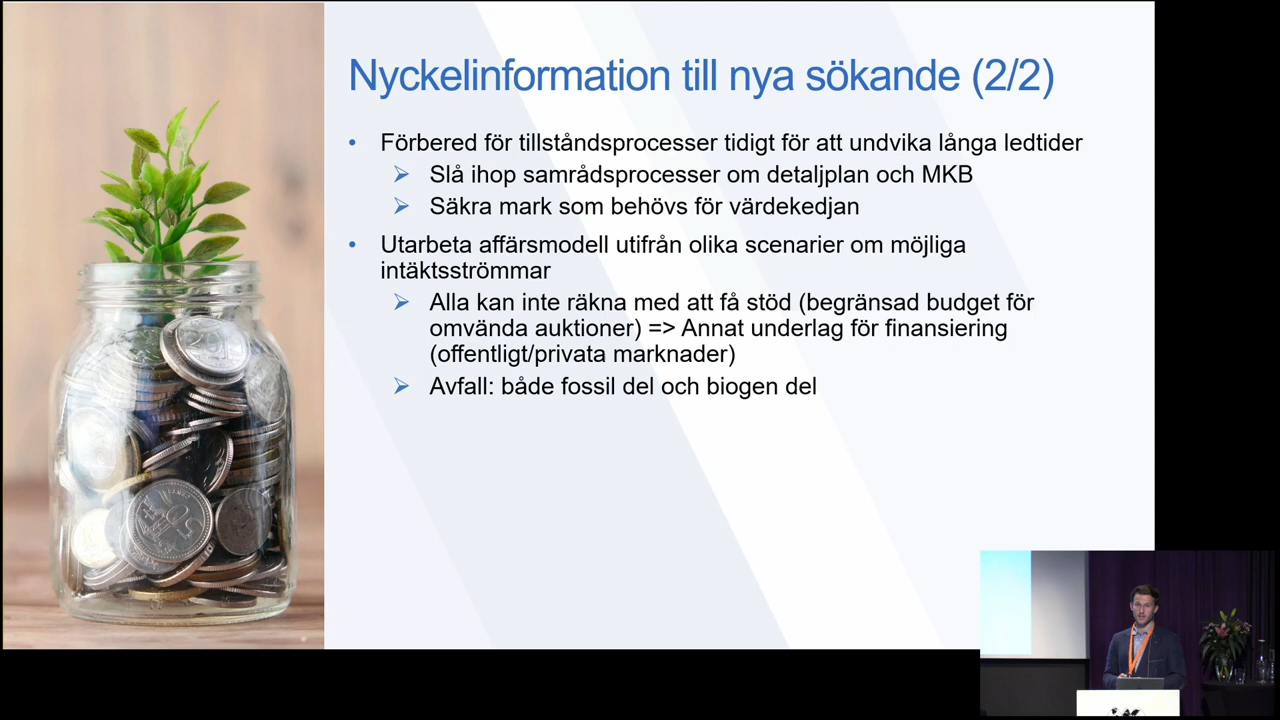 Nyckelinformation till nya sökande (2/2)
• Förbered för tillståndsprocesser tidigt för att undvika långa ledtider
➢ Slå ihop samrådsprocesser om detaljplan och MKB
➢ Säkra mark som behövs för värdekedjan
• Utarbeta affärsmodell utifrån olika scenarier om möjliga
intäktsströmmar
➢ Alla kan inte räkna med att få stöd (begränsad budget för
omvända auktioner) => Annat underlag för finansiering
(offentligt/privata marknader)
➢ Avfall: både fossil del och biogen del